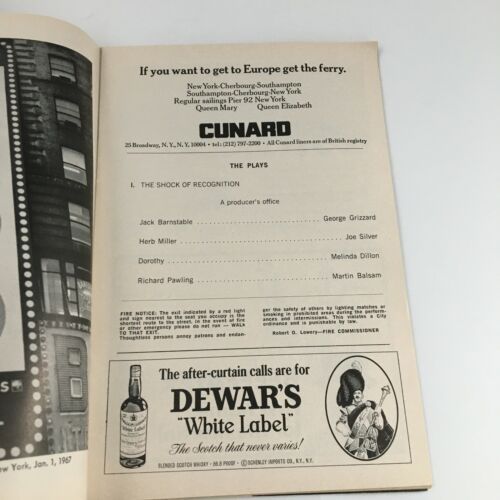 If you want to get to Europe get the ferry.
New York-Cherbourg-Southampton
Southampton-Cherbourg-New York
Regular sailings Pier 92 New York
Queen Mary Queen Elizabeth
CUNARD
25 Broadway, N.Y., N.Y. 10004 • tel: (212) 797-2200 • All Cunard liners are of British registry
THE PLAYS
I. THE SHOCK OF RECOGNITION
A producer's office
Jack Barnstable George Grizzard
Herb Miller Joe Silver
Dorothy Melinda Dillon
Richard Pawling Martin Balsam
FIRE NOTICE: The exit indicated by a red light
and sign nearest to the seat you occupy is the
shortest route to the street. In the event of fire
or other emergency please do not run — WALK
TO THAT EXIT.
Thoughtless persons annoy patrons and endan-
ger the safety of others by lighting matches or
smoking in prohibited areas during the perform-
ances and intermissions. This violates a City
ordinance and is punishable by law.
Robert O. Lowery—FIRE COMMISSIONER
The after-curtain calls are for
DEWAR'S
"White Label"
The Scotch that never varies!
BLENDED SCOTCH WHISKY • 86.8 PROOF • © SCHENLEY IMPORTS CO., N.Y., N.Y.
ew York, Jan. 1, 1967